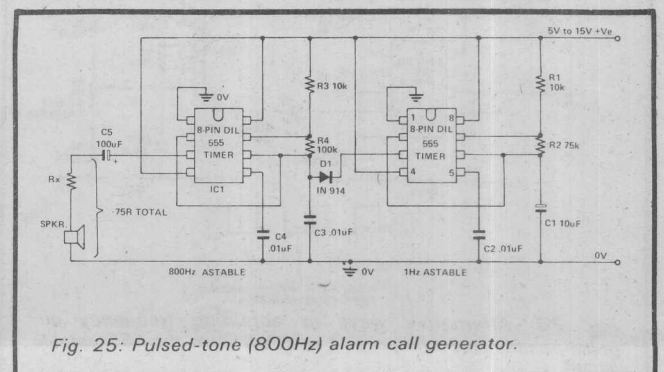 5V to 15V +Ve
R3 10k
R1
10k
0V
1 8
8-PIN DIL
555
TIMER
IC1
R4
100k
8-PIN DIL
555
TIMER
4 5
R2 75k
C5
100uF
+
D1
IN 914
Rx
SPKR.
75R TOTAL
C4
.01uF
C3 .01uF
C2 .01uF
C1 10uF
0V
800Hz ASTABLE
0V
1Hz ASTABLE
Fig. 25: Pulsed-tone (800Hz) alarm call generator.